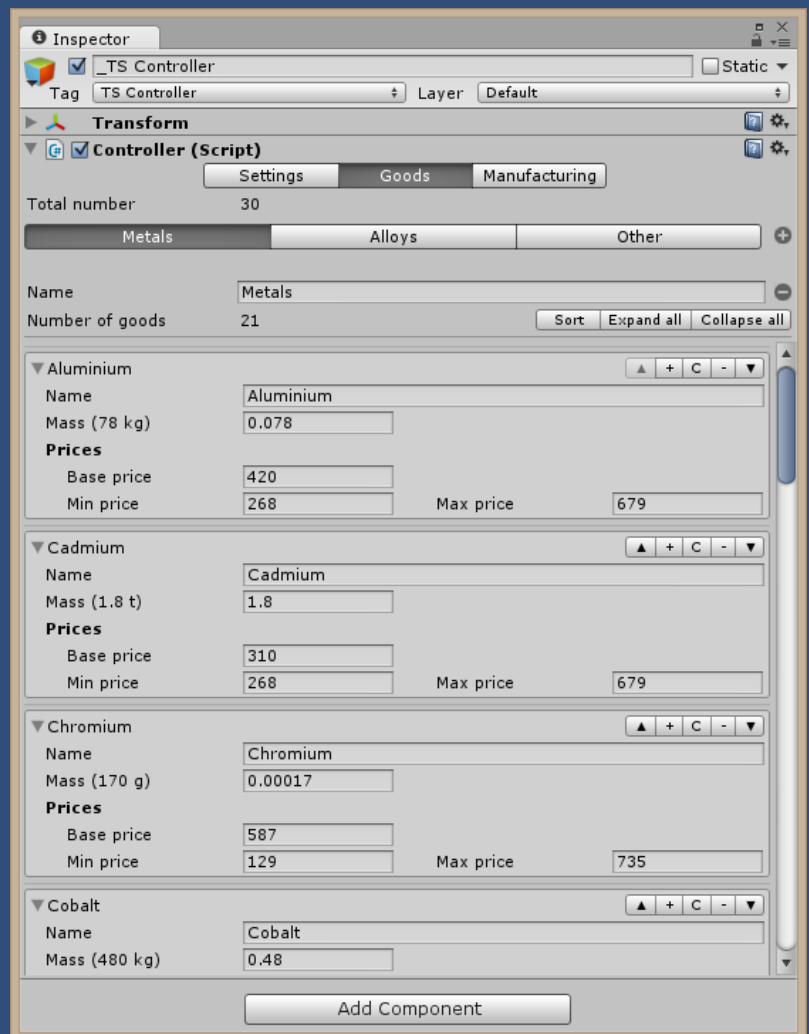 Inspector
_TS Controller Static
Tag TS Controller Layer Default
Transform
Controller (Script)
Settings Goods Manufacturing
Total number 30
Metals Alloys Other
Name Metals
Number of goods 21 Sort Expand all Collapse all
Aluminium + C -
Name Aluminium
Mass (78 kg) 0.078
Prices
Base price 420
Min price 268 Max price 679
Cadmium + C -
Name Cadmium
Mass (1.8 t) 1.8
Prices
Base price 310
Min price 268 Max price 679
Chromium + C -
Name Chromium
Mass (170 g) 0.00017
Prices
Base price 587
Min price 129 Max price 735
Cobalt + C -
Name Cobalt
Mass (480 kg) 0.48
Add Component